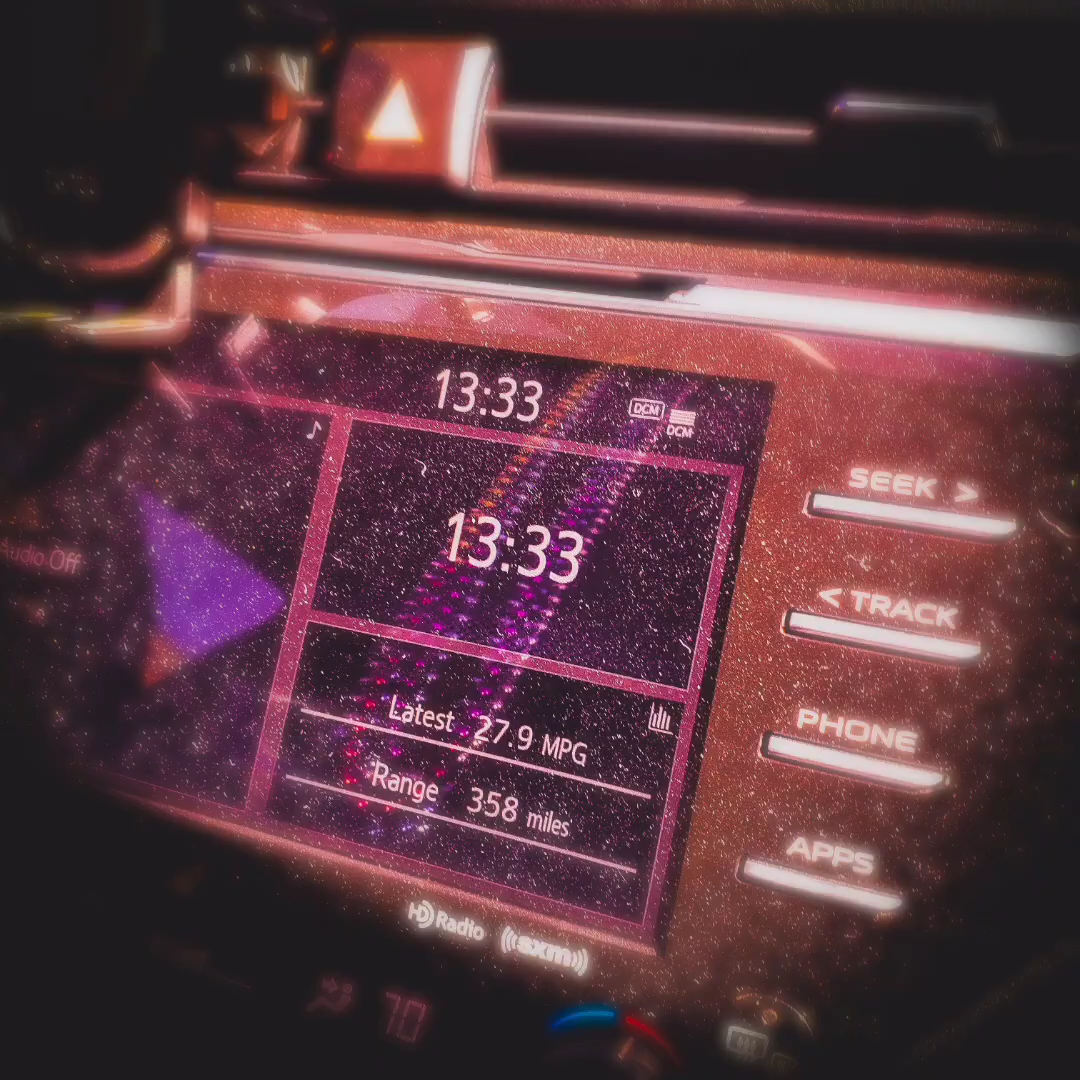 13:33
DCM
DCM
Audio Off
13:33
Latest 27.9 MPG
Range 358 miles
SEEK >
< TRACK
PHONE
APPS
HD Radio
((sxm))
70